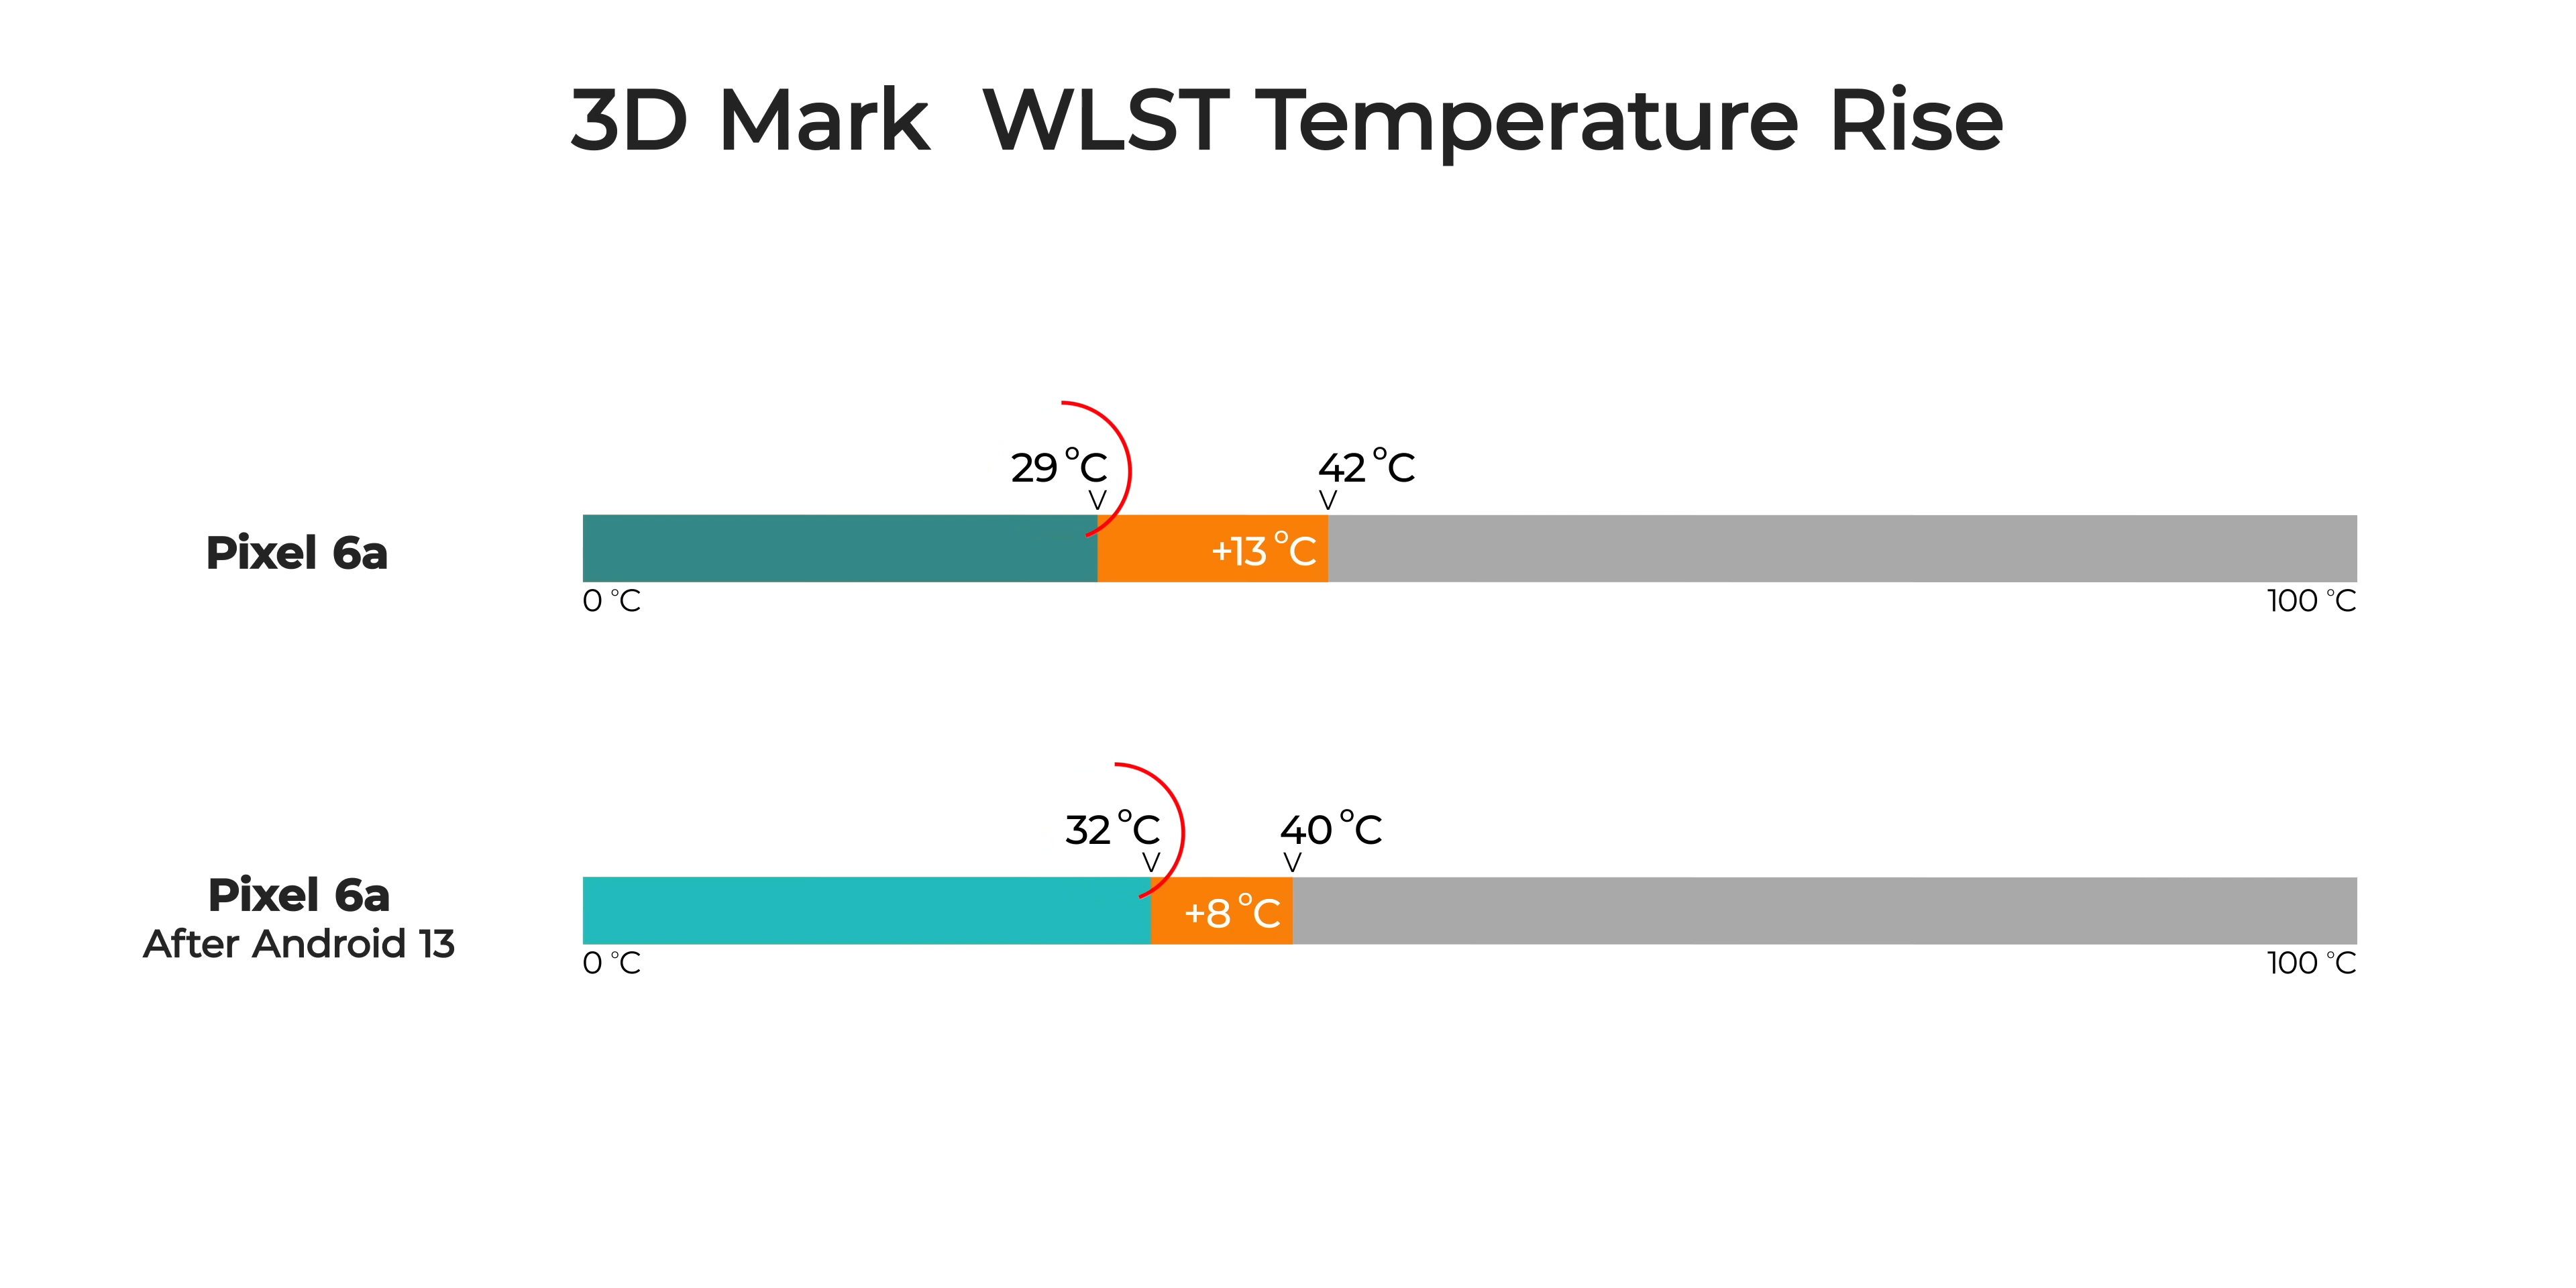 3D Mark  WLST Temperature Rise
29 °C 42 °C
V V
Pixel 6a +13 °C
0 °C 100 °C
32 °C 40 °C
V V
Pixel 6a
After Android 13 +8 °C
0 °C 100 °C